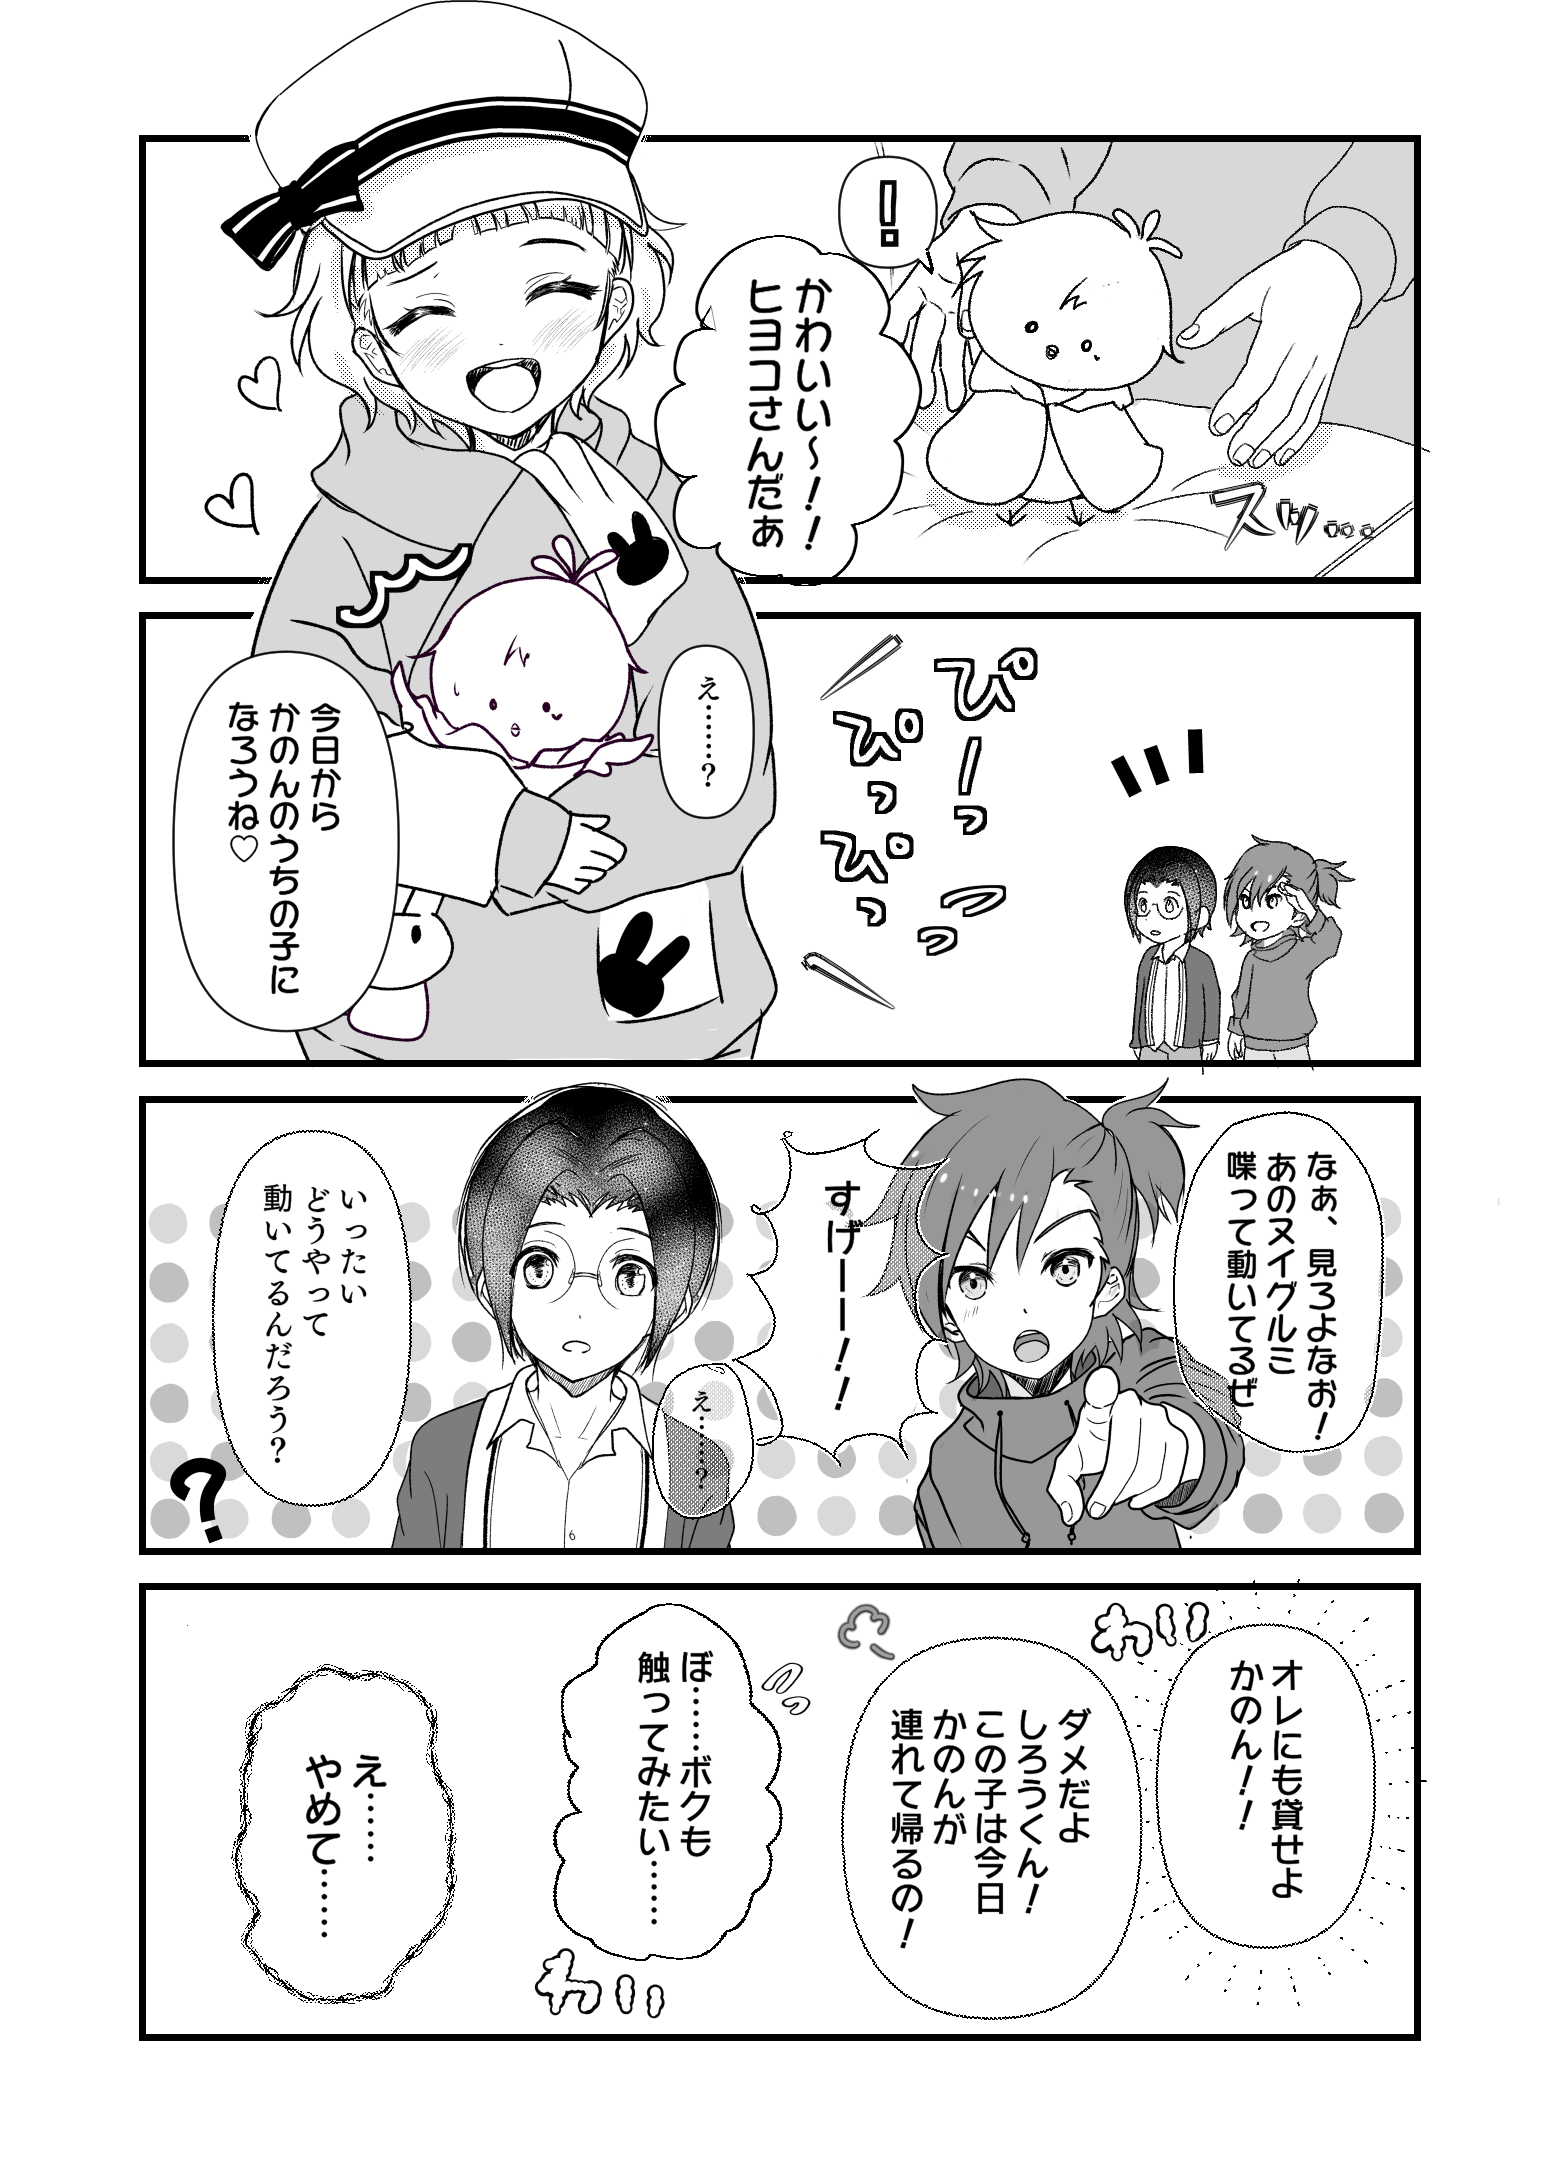 ！
スッ…
かわいい～！！
ヒヨコさんだぁ
ぴーっ
ぴっ
ぴっ
っっ
え……？
今日から
かのんのうちの子に
なろうね♡
なぁ、見ろよなお！
あのヌイグルミ
喋って動いてるぜ
すげーー！！
え……？
いったい
どうやって
動いてるんだろう？
？
オレにも貸せよ
かのん！！
わいい
ダメだよ
しろうくん！
この子は今日
かのんが
連れて帰るの！
ぼ……ボクも
触ってみたい……
わいい
え……
やめて……